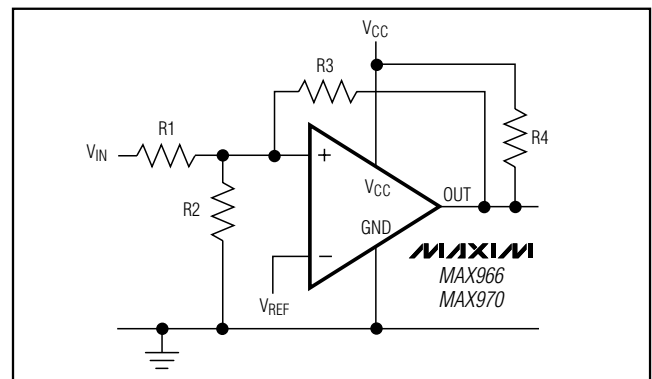 VCC
R3
R1
R4
VIN
+
VCC
OUT
R2
GND
−
MAXIM
MAX966
MAX970
VREF